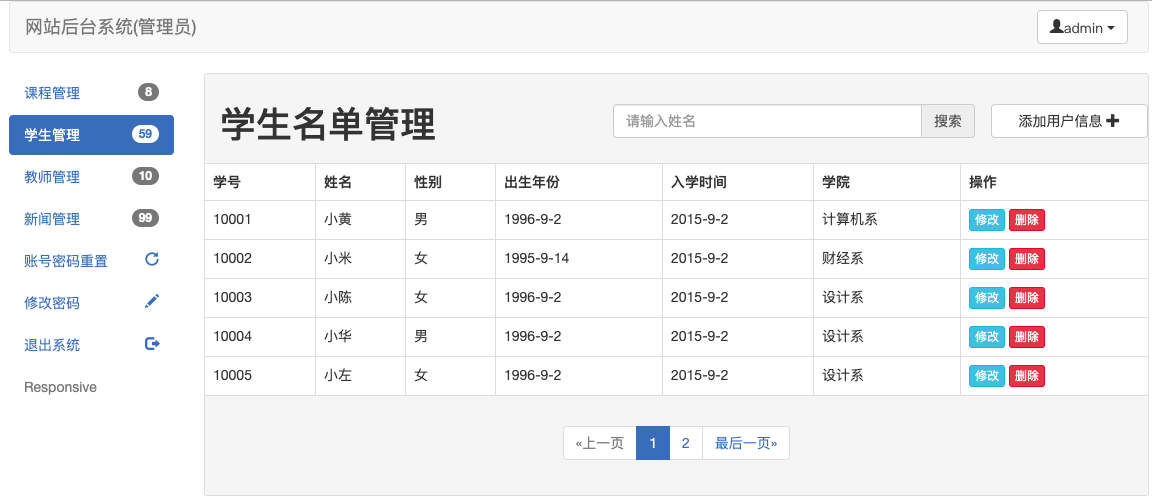 网站后台系统(管理员)
admin
课程管理 8
学生管理 59
教师管理 10
新闻管理 99
账号密码重置
修改密码
退出系统
Responsive
学生名单管理
请输入姓名 搜索 添加用户信息
学号 姓名 性别 出生年份 入学时间 学院 操作
10001 小黄 男 1996-9-2 2015-9-2 计算机系 修改 删除
10002 小米 女 1995-9-14 2015-9-2 财经系 修改 删除
10003 小陈 女 1996-9-2 2015-9-2 设计系 修改 删除
10004 小华 男 1996-9-2 2015-9-2 设计系 修改 删除
10005 小左 女 1996-9-2 2015-9-2 设计系 修改 删除
«上一页 1 2 最后一页»